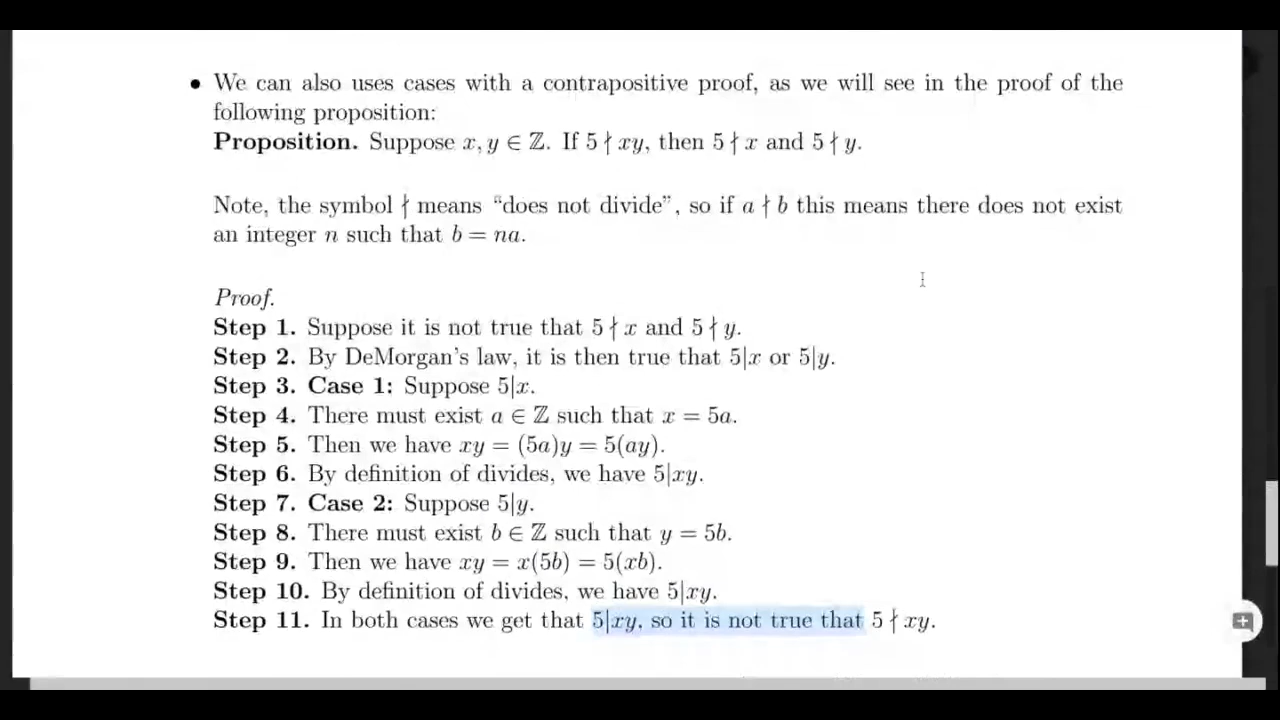 • We can also uses cases with a contrapositive proof, as we will see in the proof of the
following proposition:
Proposition. Suppose x, y ∈ ℤ. If 5 ∤ xy, then 5 ∤ x and 5 ∤ y.
Note, the symbol ∤ means “does not divide”, so if a ∤ b this means there does not exist
an integer n such that b = na.
Proof.
Step 1. Suppose it is not true that 5 ∤ x and 5 ∤ y.
Step 2. By DeMorgan’s law, it is then true that 5|x or 5|y.
Step 3. Case 1: Suppose 5|x.
Step 4. There must exist a ∈ ℤ such that x = 5a.
Step 5. Then we have xy = (5a)y = 5(ay).
Step 6. By definition of divides, we have 5|xy.
Step 7. Case 2: Suppose 5|y.
Step 8. There must exist b ∈ ℤ such that y = 5b.
Step 9. Then we have xy = x(5b) = 5(xb).
Step 10. By definition of divides, we have 5|xy.
Step 11. In both cases we get that 5|xy, so it is not true that 5 ∤ xy.